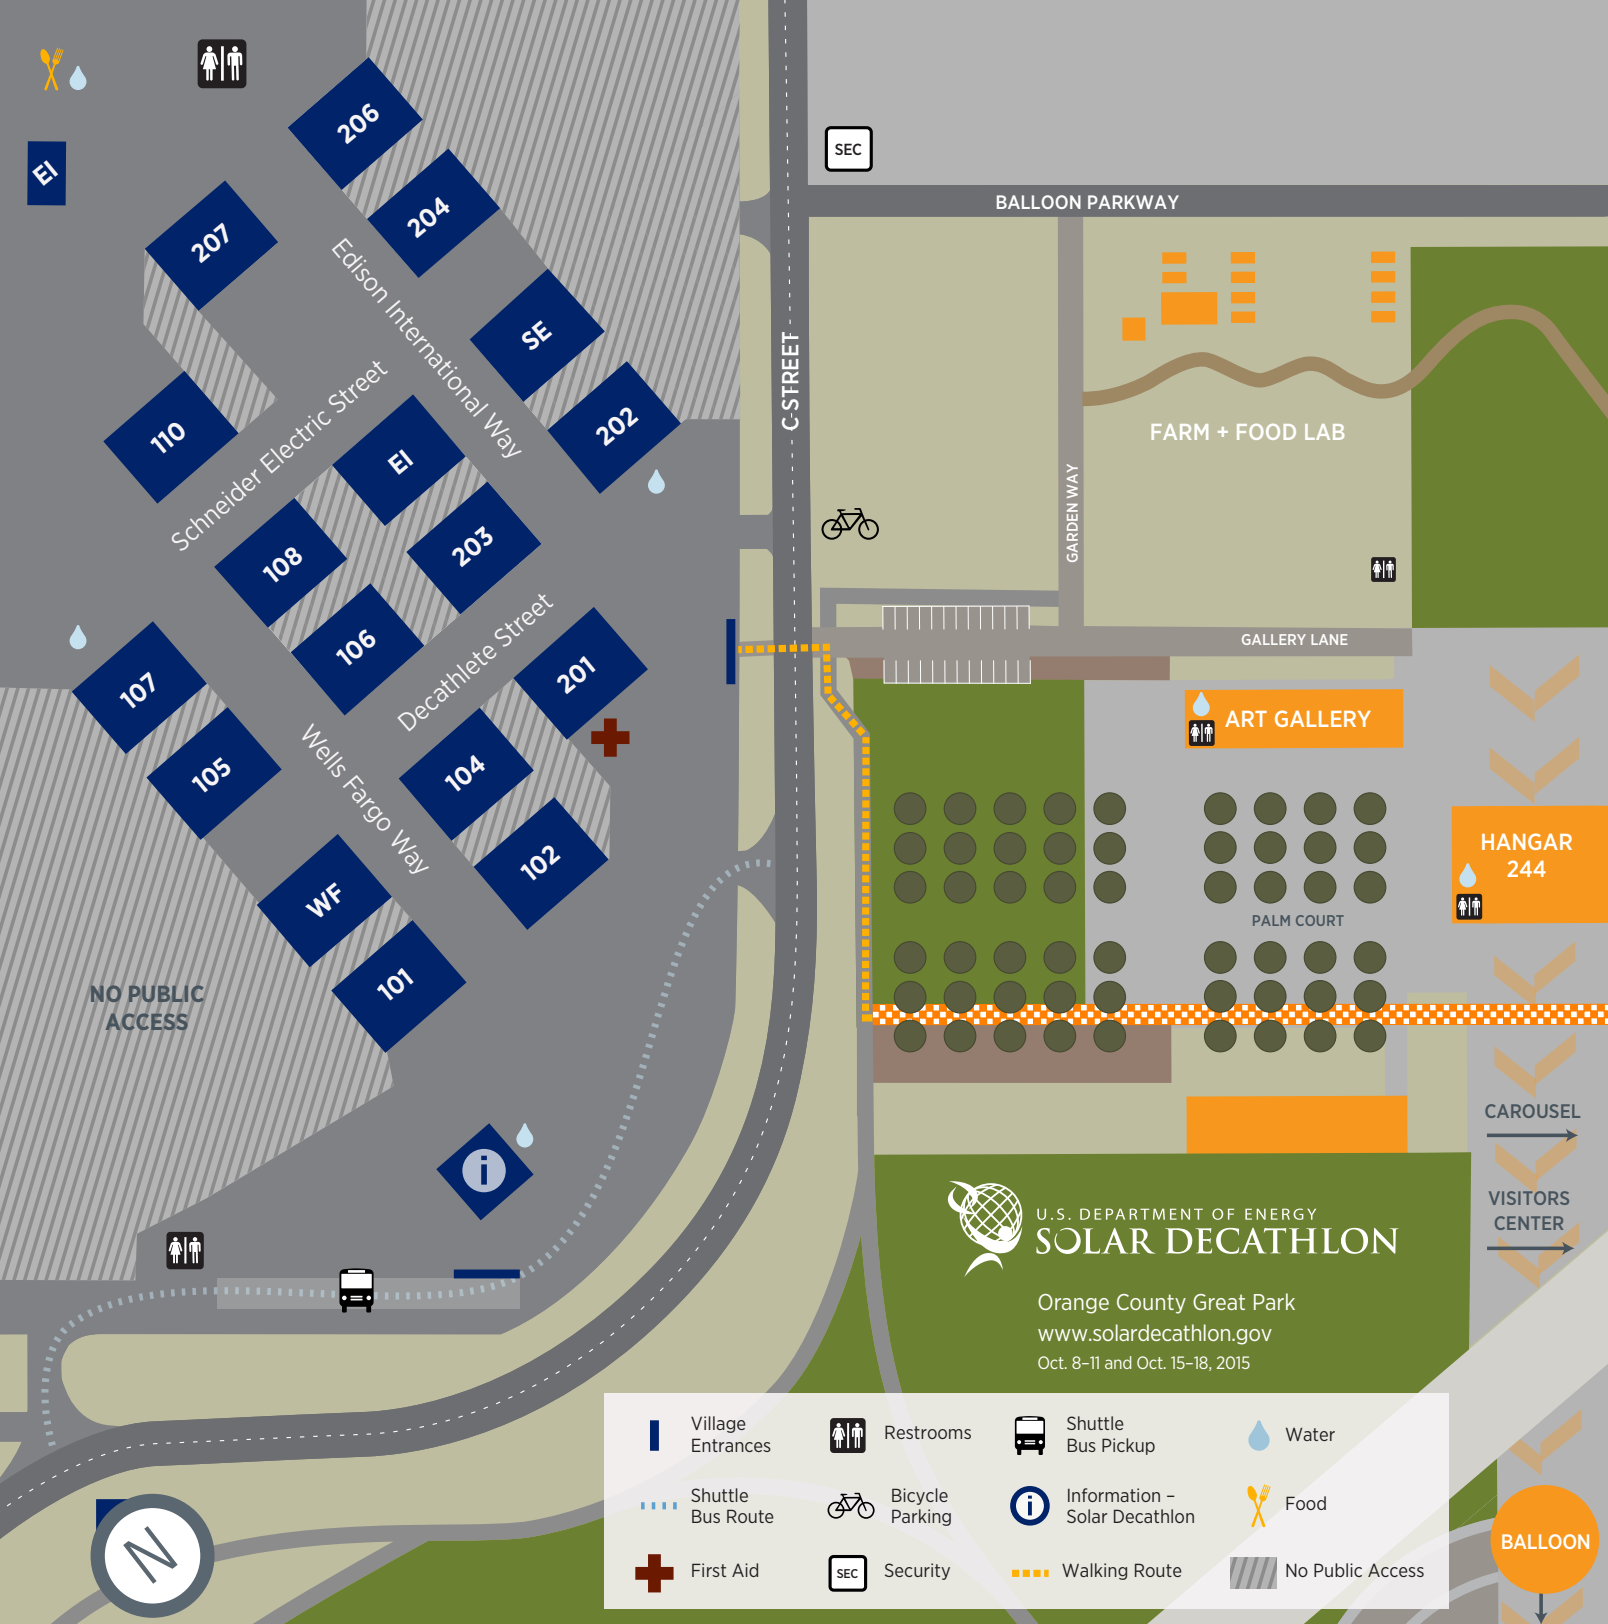 206
SEC
EI
204
BALLOON PARKWAY
207
Edison International Way
SE
C STREET
202
110
Schneider Electric Street
EI
FARM + FOOD LAB
GARDEN WAY
203
108
106
Decathlete Street
GALLERY LANE
201
107
ART GALLERY
105
104
Wells Fargo Way
102
HANGAR
244
WF
PALM COURT
101
NO PUBLIC
ACCESS
CAROUSEL
i
VISITORS
CENTER
U.S. DEPARTMENT OF ENERGY
SOLAR DECATHLON
Orange County Great Park
www.solardecathlon.gov
Oct. 8–11 and Oct. 15–18, 2015
Village
Entrances
Restrooms
Shuttle
Bus Pickup
Water
Shuttle
Bus Route
Bicycle
Parking
i
Information –
Solar Decathlon
Food
First Aid
SEC
Security
Walking Route
No Public Access
N
BALLOON